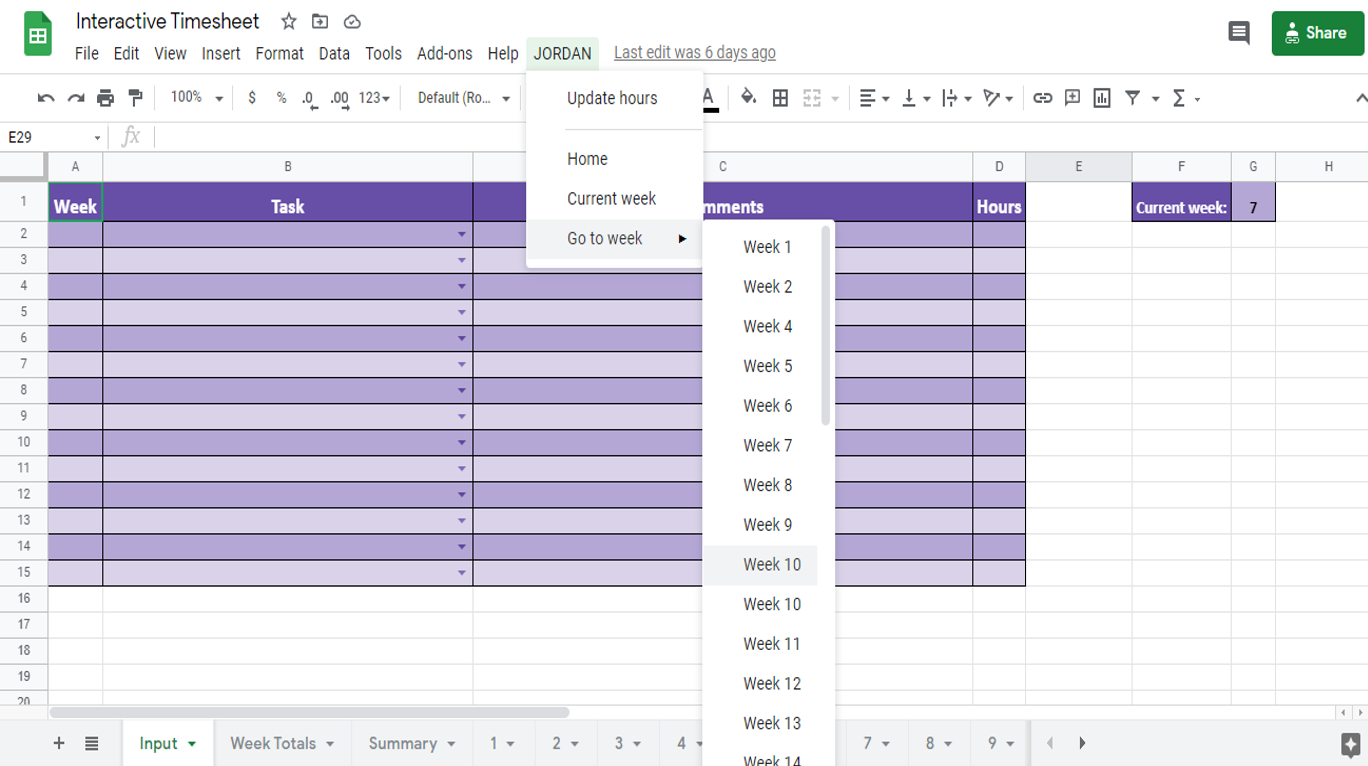 Interactive Timesheet
File Edit View Insert Format Data Tools Add-ons Help JORDAN Last edit was 6 days ago
Share
100% $ % .0 .00 123 Default (Ro... A
E29 fx
Update hours
Home
Current week
Go to week
Week 1
Week 2
Week 4
Week 5
Week 6
Week 7
Week 8
Week 9
Week 10
Week 10
Week 11
Week 12
Week 13
Week 14
A B C D E F G H
1 Week Task mments Hours Current week: 7
2
3
4
5
6
7
8
9
10
11
12
13
14
15
16
17
18
19
20
Input Week Totals Summary 1 2 3 4 7 8 9